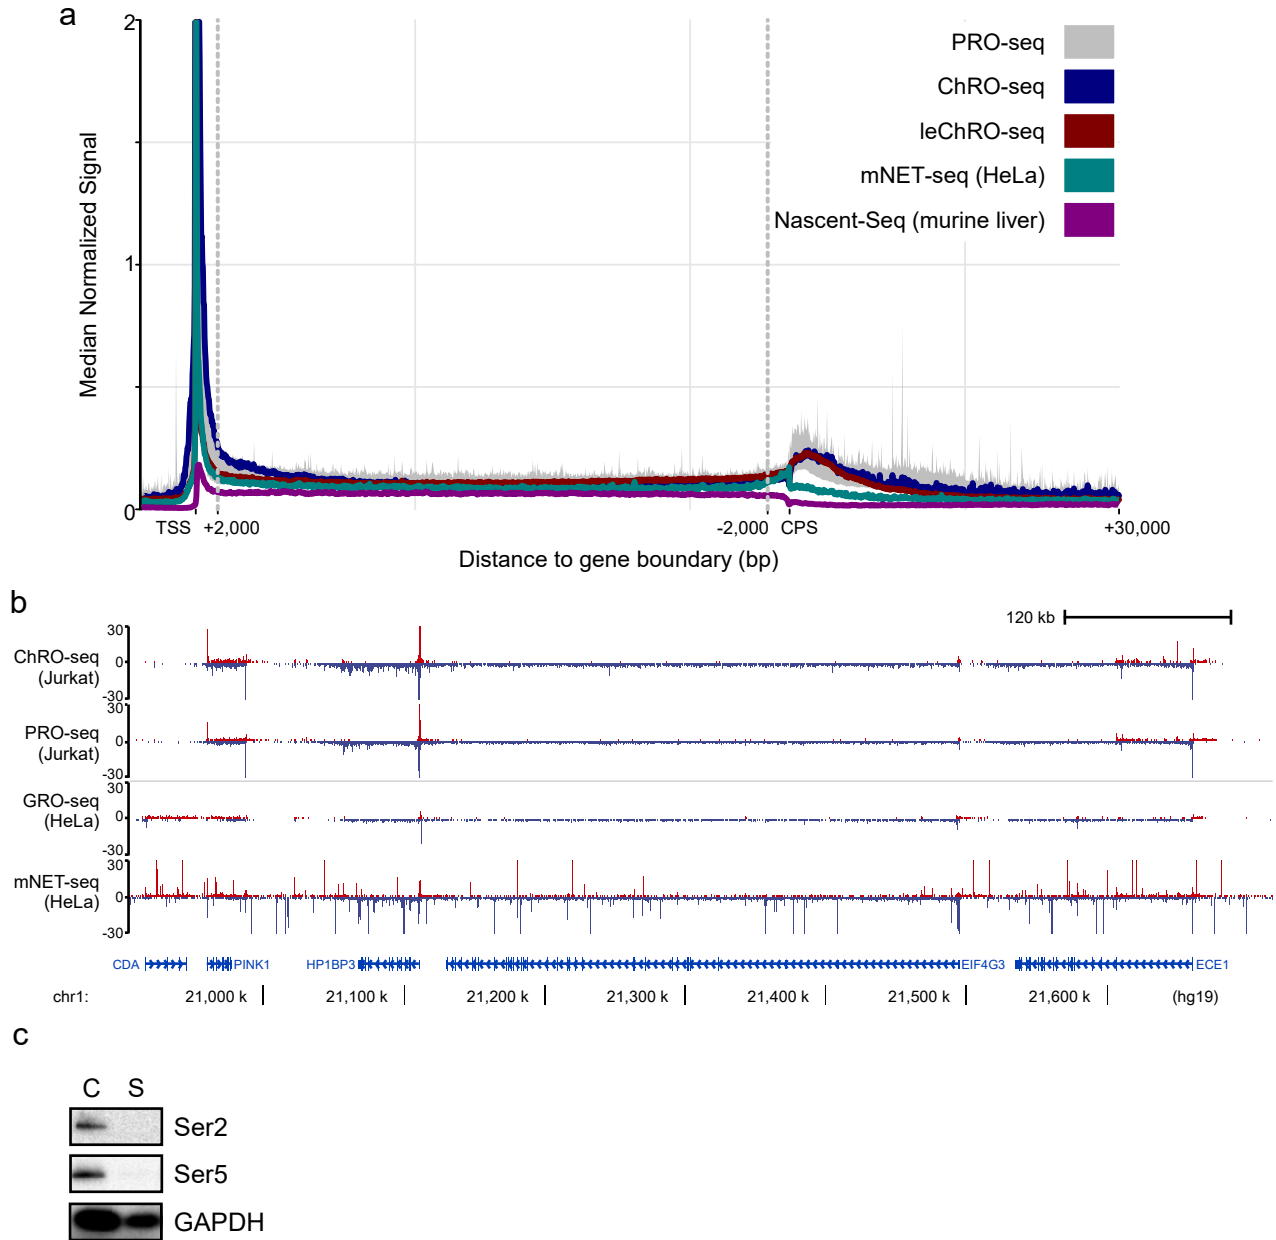 a
2
1
0
Median Normalized Signal
PRO-seq
ChRO-seq
leChRO-seq
mNET-seq (HeLa)
Nascent-Seq (murine liver)
TSS +2,000 -2,000 CPS +30,000
Distance to gene boundary (bp)
b
120 kb
ChRO-seq
(Jurkat)
30
0
-30
PRO-seq
(Jurkat)
30
0
-30
GRO-seq
(HeLa)
30
0
-30
mNET-seq
(HeLa)
30
0
-30
CDA PINK1 HP1BP3 EIF4G3 ECE1
chr1: 21,000 k 21,100 k 21,200 k 21,300 k 21,400 k 21,500 k 21,600 k (hg19)
c
C S
Ser2
Ser5
GAPDH